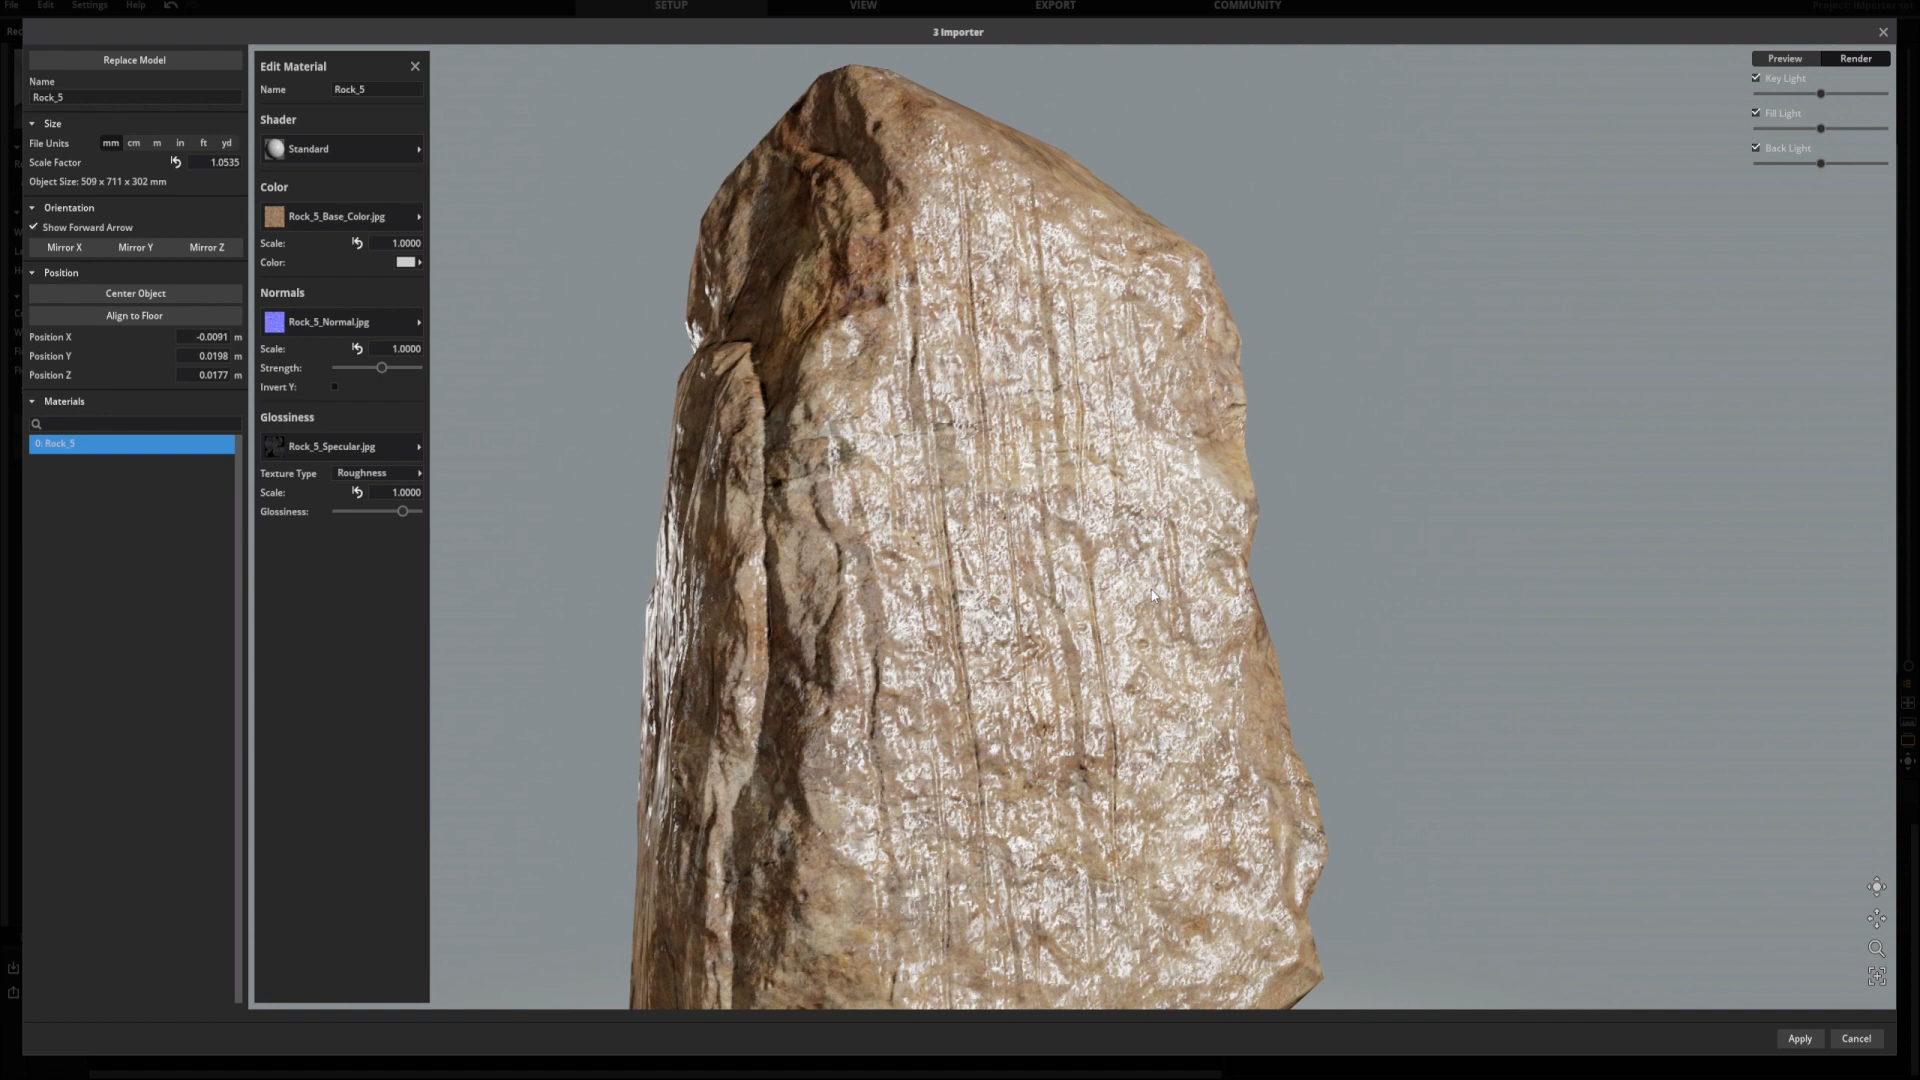 File Edit Settings Help SETUP VIEW EXPORT COMMUNITY
3 Importer
Replace Model
Name
Rock_5
Size
File Units mm cm m in ft yd
Scale Factor 1.0535
Object Size: 509 x 711 x 302 mm
Orientation
Show Forward Arrow
Mirror X Mirror Y Mirror Z
Position
Center Object
Align to Floor
Position X -0.0091 m
Position Y 0.0198 m
Position Z 0.0177 m
Materials
0: Rock_5
Edit Material
Name Rock_5
Shader
Standard
Color
Rock_5_Base_Color.jpg
Scale: 1.0000
Color:
Normals
Rock_5_Normal.jpg
Scale: 1.0000
Strength:
Invert Y:
Glossiness
Rock_5_Specular.jpg
Texture Type Roughness
Scale: 1.0000
Glossiness:
Preview Render
Key Light
Fill Light
Back Light
Apply Cancel